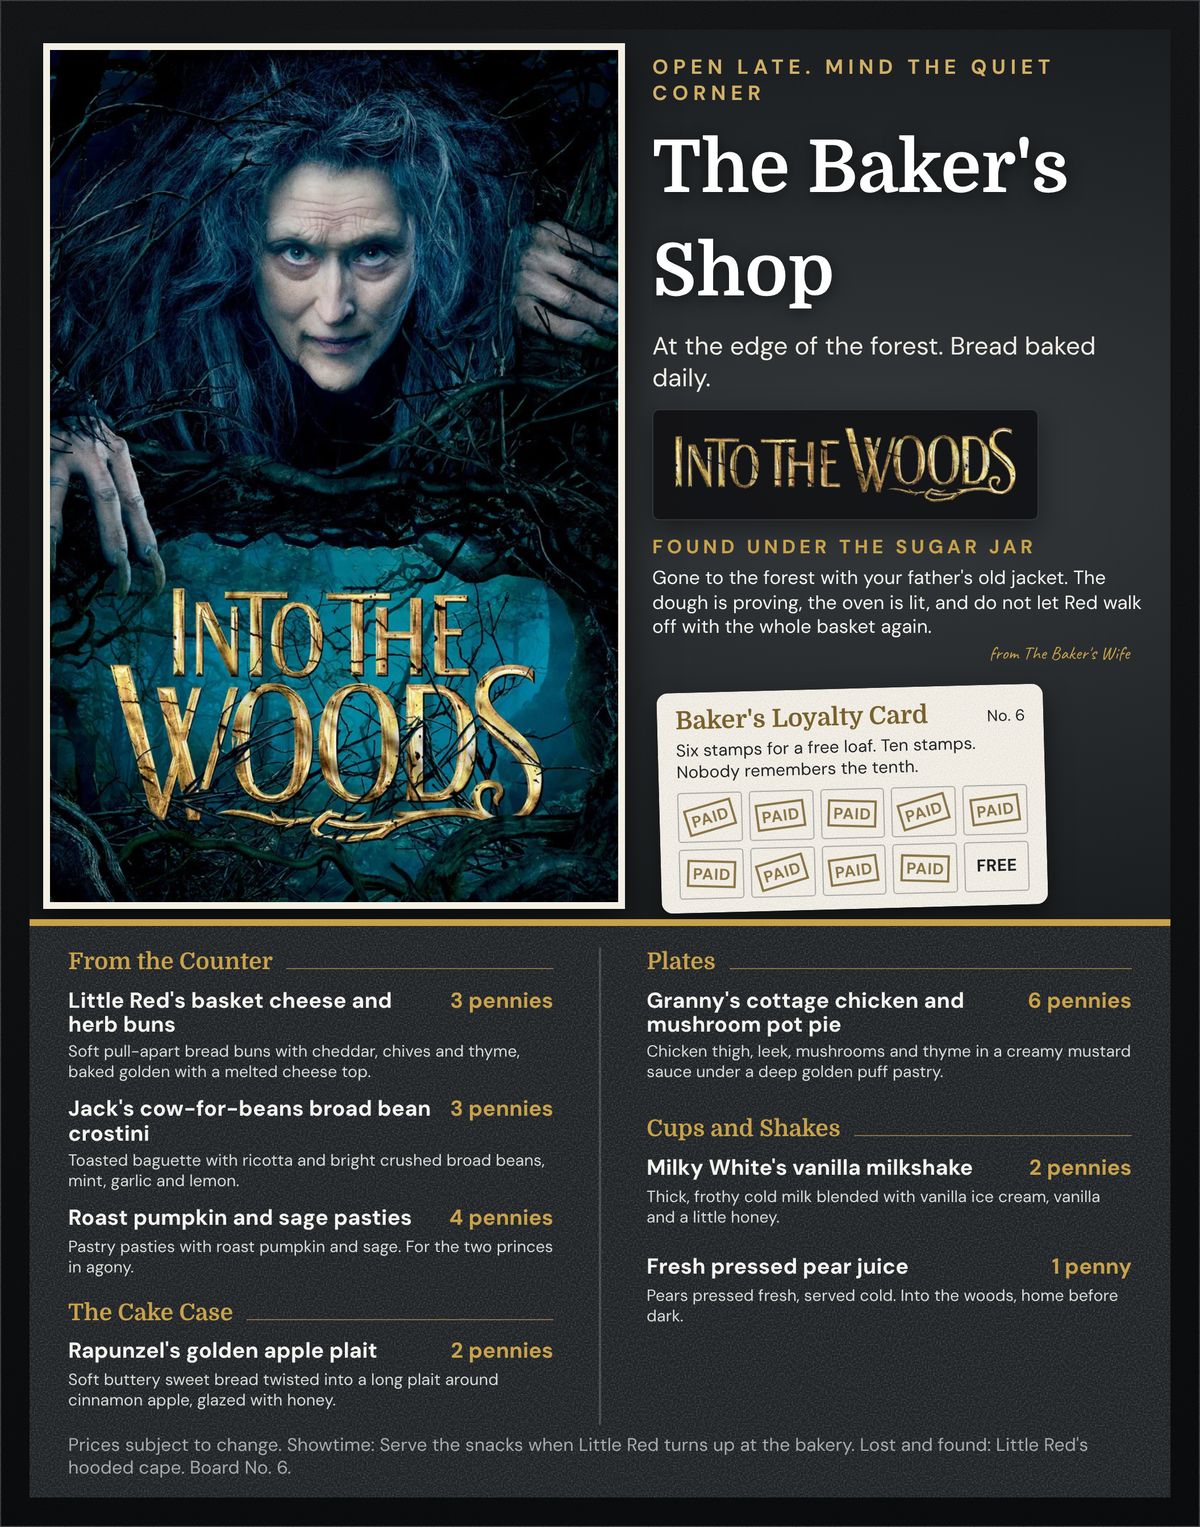 INTO THE
WOODS
OPEN LATE. MIND THE QUIET
CORNER
The Baker's
Shop
At the edge of the forest. Bread baked
daily.
INTO THE WOODS
FOUND UNDER THE SUGAR JAR
Gone to the forest with your father's old jacket. The
dough is proving, the oven is lit, and do not let Red walk
off with the whole basket again.
from The Baker's Wife
Baker's Loyalty Card No. 6
Six stamps for a free loaf. Ten stamps.
Nobody remembers the tenth.
PAID PAID PAID PAID PAID
PAID PAID PAID PAID FREE
From the Counter
Little Red's basket cheese and 3 pennies
herb buns
Soft pull-apart bread buns with cheddar, chives and thyme,
baked golden with a melted cheese top.
Jack's cow-for-beans broad bean 3 pennies
crostini
Toasted baguette with ricotta and bright crushed broad beans,
mint, garlic and lemon.
Roast pumpkin and sage pasties 4 pennies
Pastry pasties with roast pumpkin and sage. For the two princes
in agony.
The Cake Case
Rapunzel's golden apple plait 2 pennies
Soft buttery sweet bread twisted into a long plait around
cinnamon apple, glazed with honey.
Plates
Granny's cottage chicken and 6 pennies
mushroom pot pie
Chicken thigh, leek, mushrooms and thyme in a creamy mustard
sauce under a deep golden puff pastry.
Cups and Shakes
Milky White's vanilla milkshake 2 pennies
Thick, frothy cold milk blended with vanilla ice cream, vanilla
and a little honey.
Fresh pressed pear juice 1 penny
Pears pressed fresh, served cold. Into the woods, home before
dark.
Prices subject to change. Showtime: Serve the snacks when Little Red turns up at the bakery. Lost and found: Little Red's
hooded cape. Board No. 6.